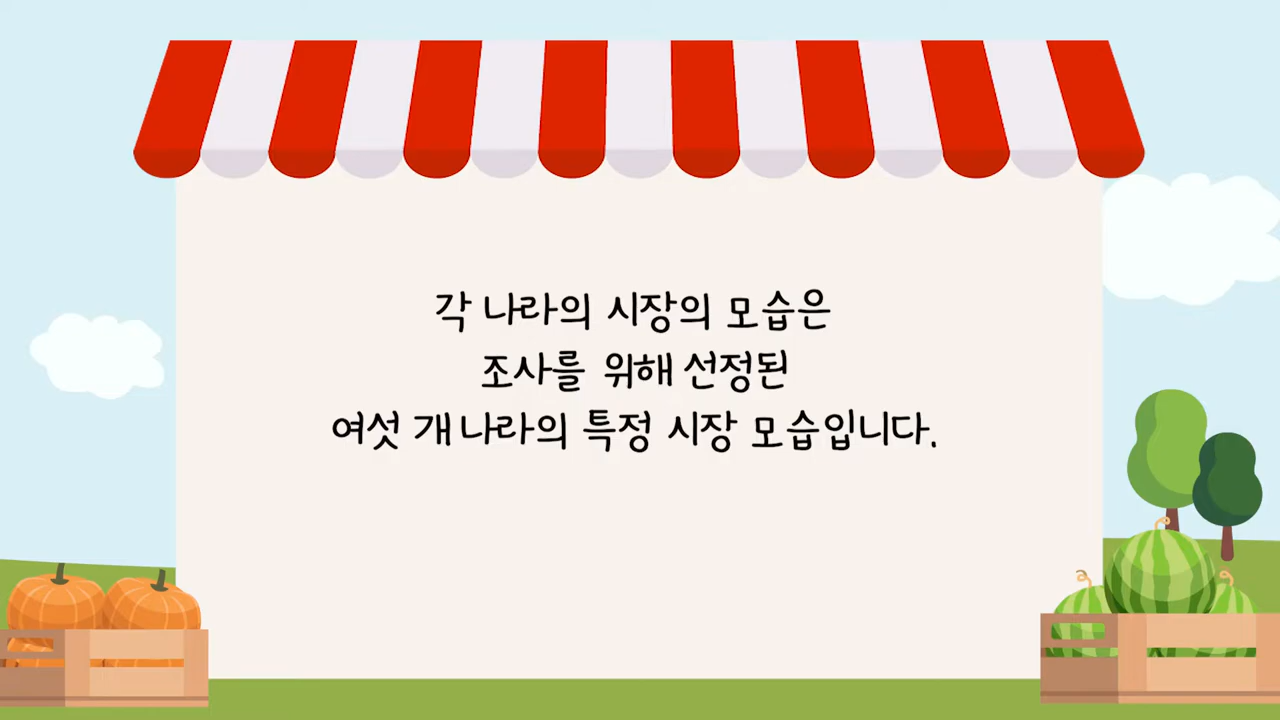 각 나라의 시장의 모습은
조사를 위해 선정된
여섯 개 나라의 특정 시장 모습입니다.